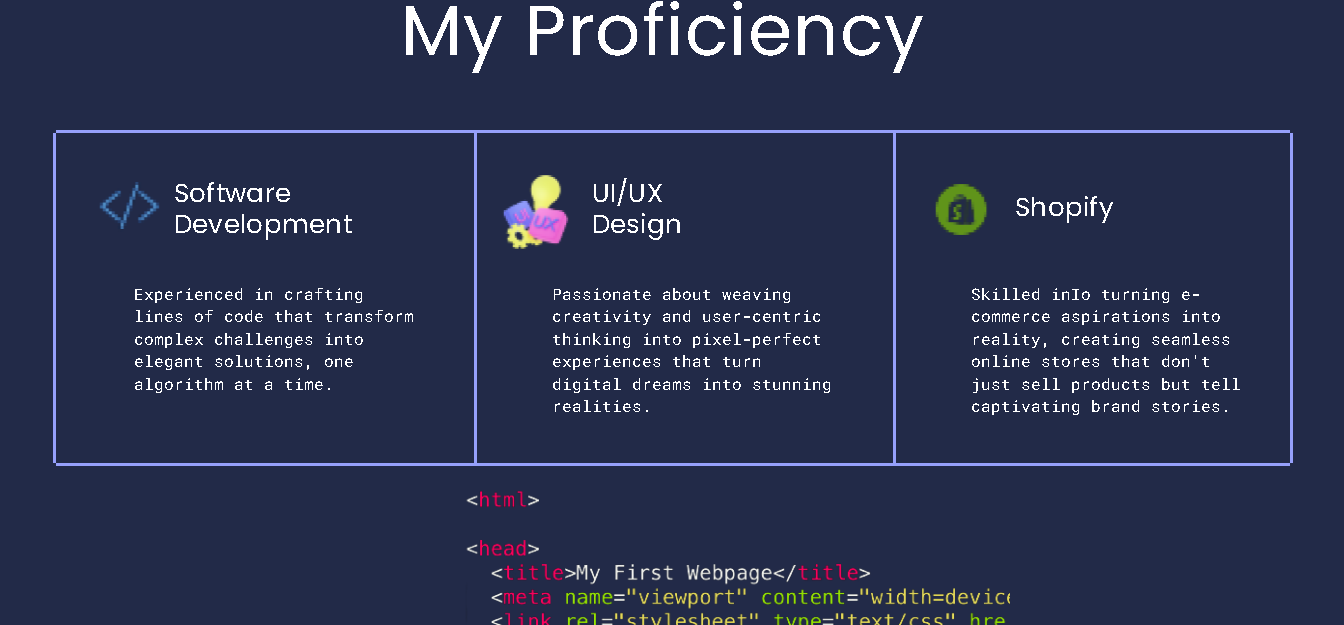 My Proficiency
Software
Development
Experienced in crafting
lines of code that transform
complex challenges into
elegant solutions, one
algorithm at a time.
UI/UX
Design
UX
Passionate about weaving
creativity and user-centric
thinking into pixel-perfect
experiences that turn
digital dreams into stunning
realities.
Shopify
Skilled inIo turning e-
commerce aspirations into
reality, creating seamless
online stores that don't
just sell products but tell
captivating brand stories.
<html>
<head>
<title>My First Webpage</title>
<meta name="viewport" content="width=device
<link rel="stylesheet" type="text/css" hre